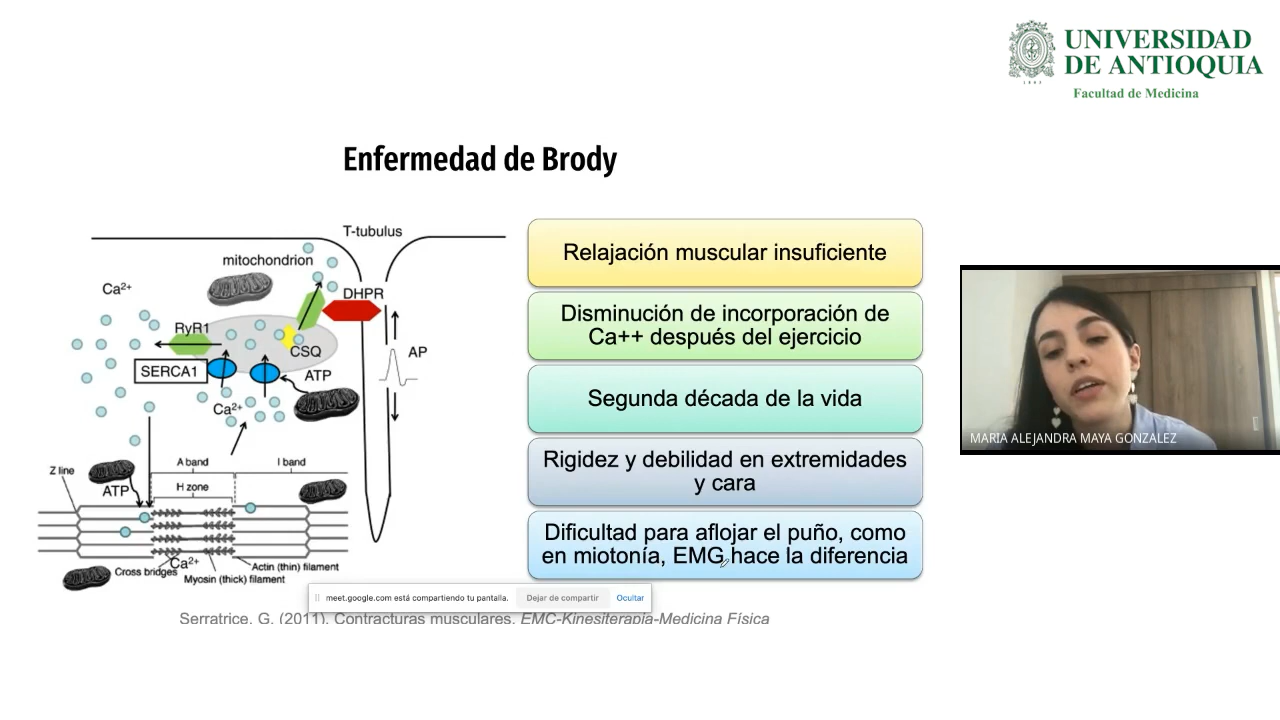 UNIVERSIDAD
DE ANTIOQUIA
1803
Facultad de Medicina
Enfermedad de Brody
T-tubulus
mitochondrion
Ca²⁺
DHPR
RyR1
CSQ
AP
SERCA1
ATP
Ca²⁺
A band
I band
Z line
H zone
ATP
Ca²⁺
Cross bridges
Actin (thin) filament
Myosin (thick) filament
Relajación muscular insuficiente
Disminución de incorporación de
Ca++ después del ejercicio
Segunda década de la vida
Rigidez y debilidad en extremidades
y cara
Dificultad para aflojar el puño, como
en miotonía, EMG hace la diferencia
MARIA ALEJANDRA MAYA GONZALEZ
meet.google.com está compartiendo tu pantalla.
Dejar de compartir
Ocultar
Serratrice, G. (2011). Contracturas musculares. EMC-Kinesiterapia-Medicina Física